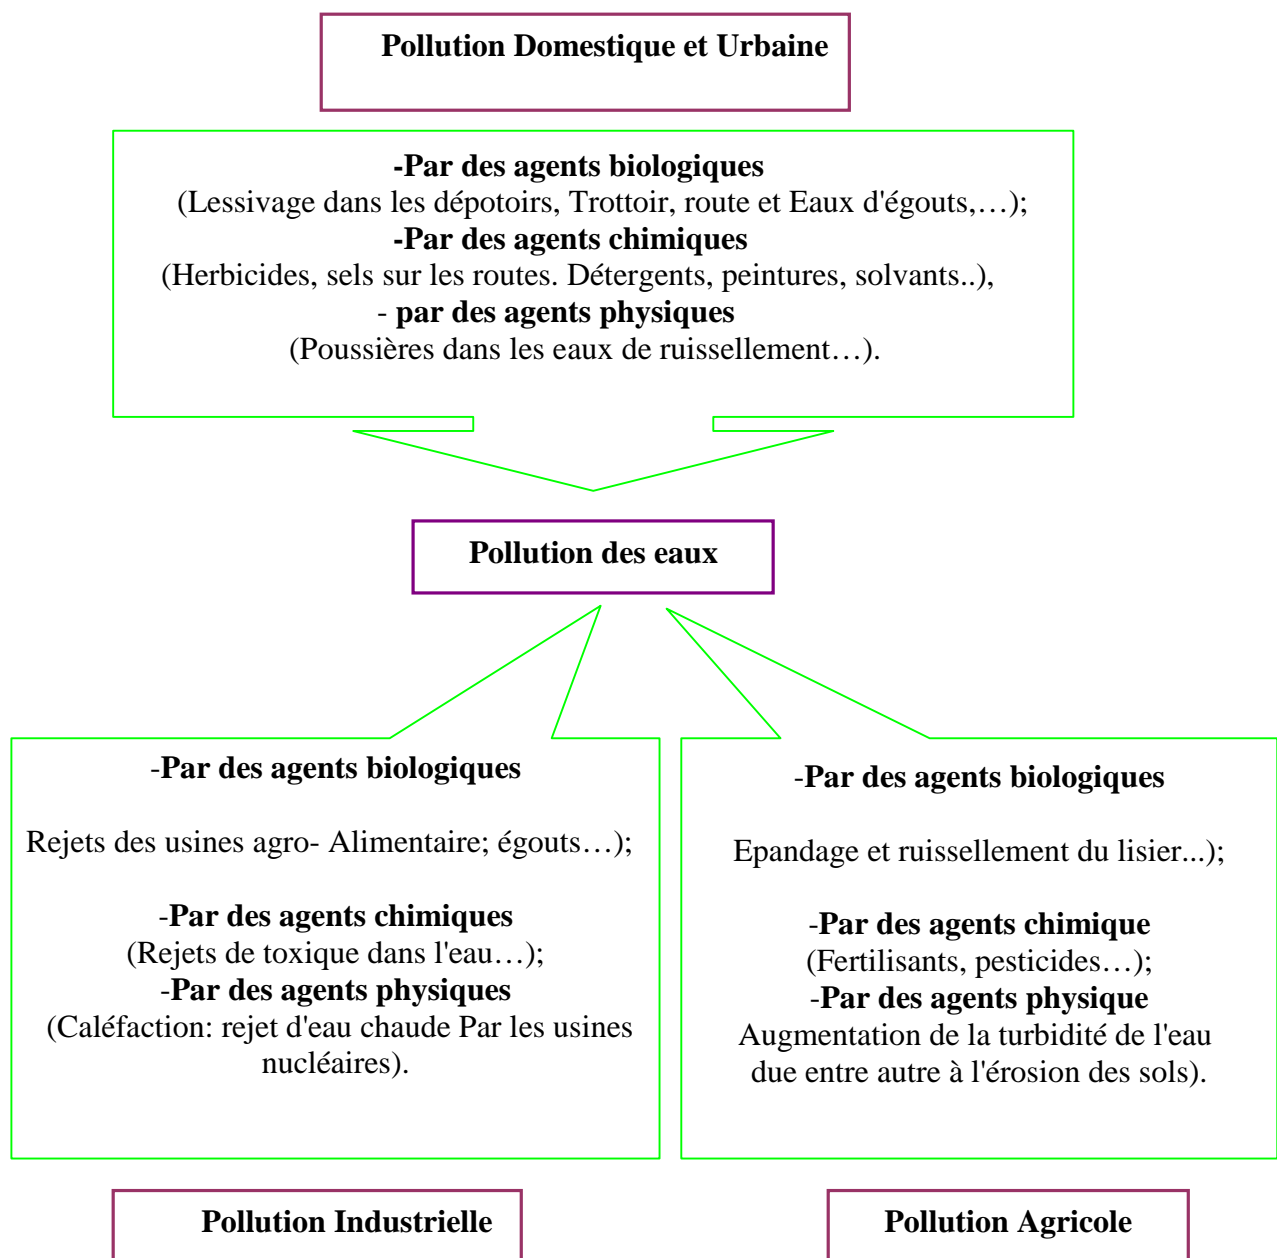 Pollution Domestique et Urbaine
-Par des agents biologiques
(Lessivage dans les dépotoirs, Trottoir, route et Eaux d'égouts,…);
-Par des agents chimiques
(Herbicides, sels sur les routes. Détergents, peintures, solvants..),
- par des agents physiques
(Poussières dans les eaux de ruissellement…).
Pollution des eaux
-Par des agents biologiques
Rejets des usines agro- Alimentaire; égouts…);
-Par des agents chimiques
(Rejets de toxique dans l'eau…);
-Par des agents physiques
(Caléfaction: rejet d'eau chaude Par les usines
nucléaires).
-Par des agents biologiques
Epandage et ruissellement du lisier...);
-Par des agents chimique
(Fertilisants, pesticides…);
-Par des agents physique
Augmentation de la turbidité de l'eau
due entre autre à l'érosion des sols).
Pollution Industrielle
Pollution Agricole